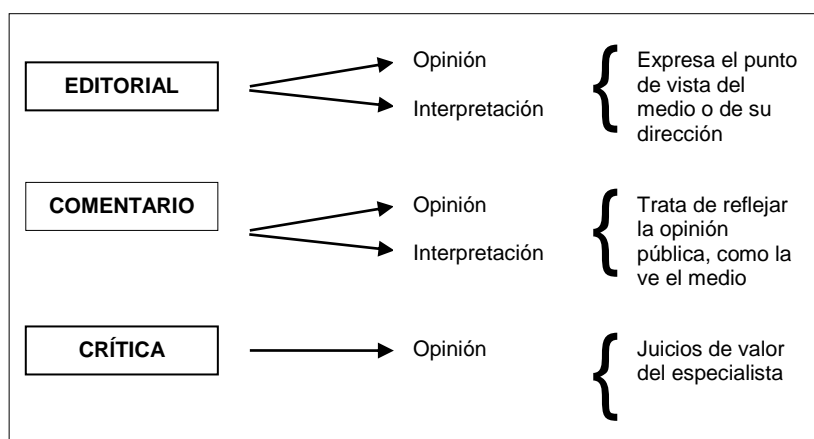 EDITORIAL
Opinión
Interpretación
Expresa el punto
de vista del
medio o de su
dirección
COMENTARIO
Opinión
Interpretación
Trata de reflejar
la opinión
pública, como la
ve el medio
CRÍTICA
Opinión
Juicios de valor
del especialista